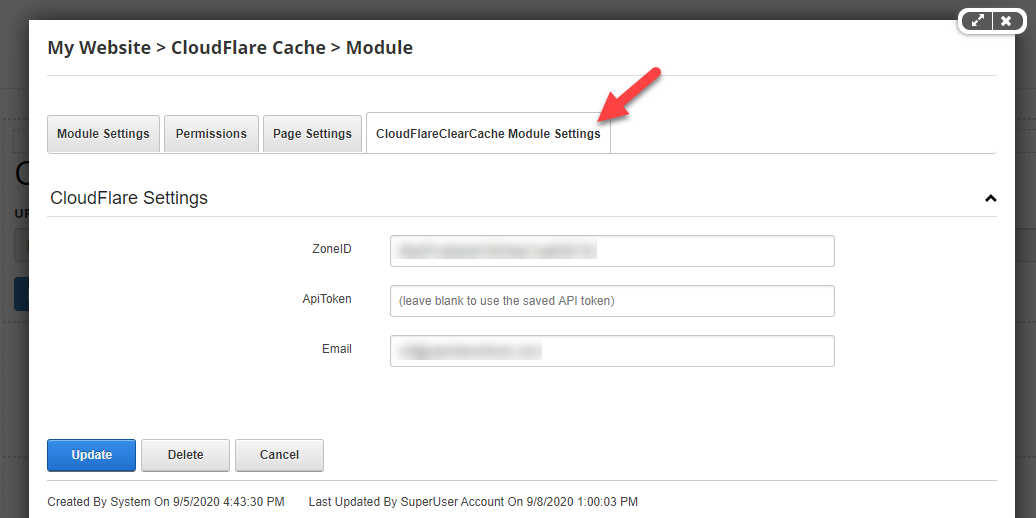 My Website > CloudFlare Cache > Module
Module Settings Permissions Page Settings CloudFlareClearCache Module Settings
CloudFlare Settings
ZoneID
ApiToken (leave blank to use the saved API token)
Email
Update Delete Cancel
Created By System On 9/5/2020 4:43:30 PM Last Updated By SuperUser Account On 9/8/2020 1:00:03 PM